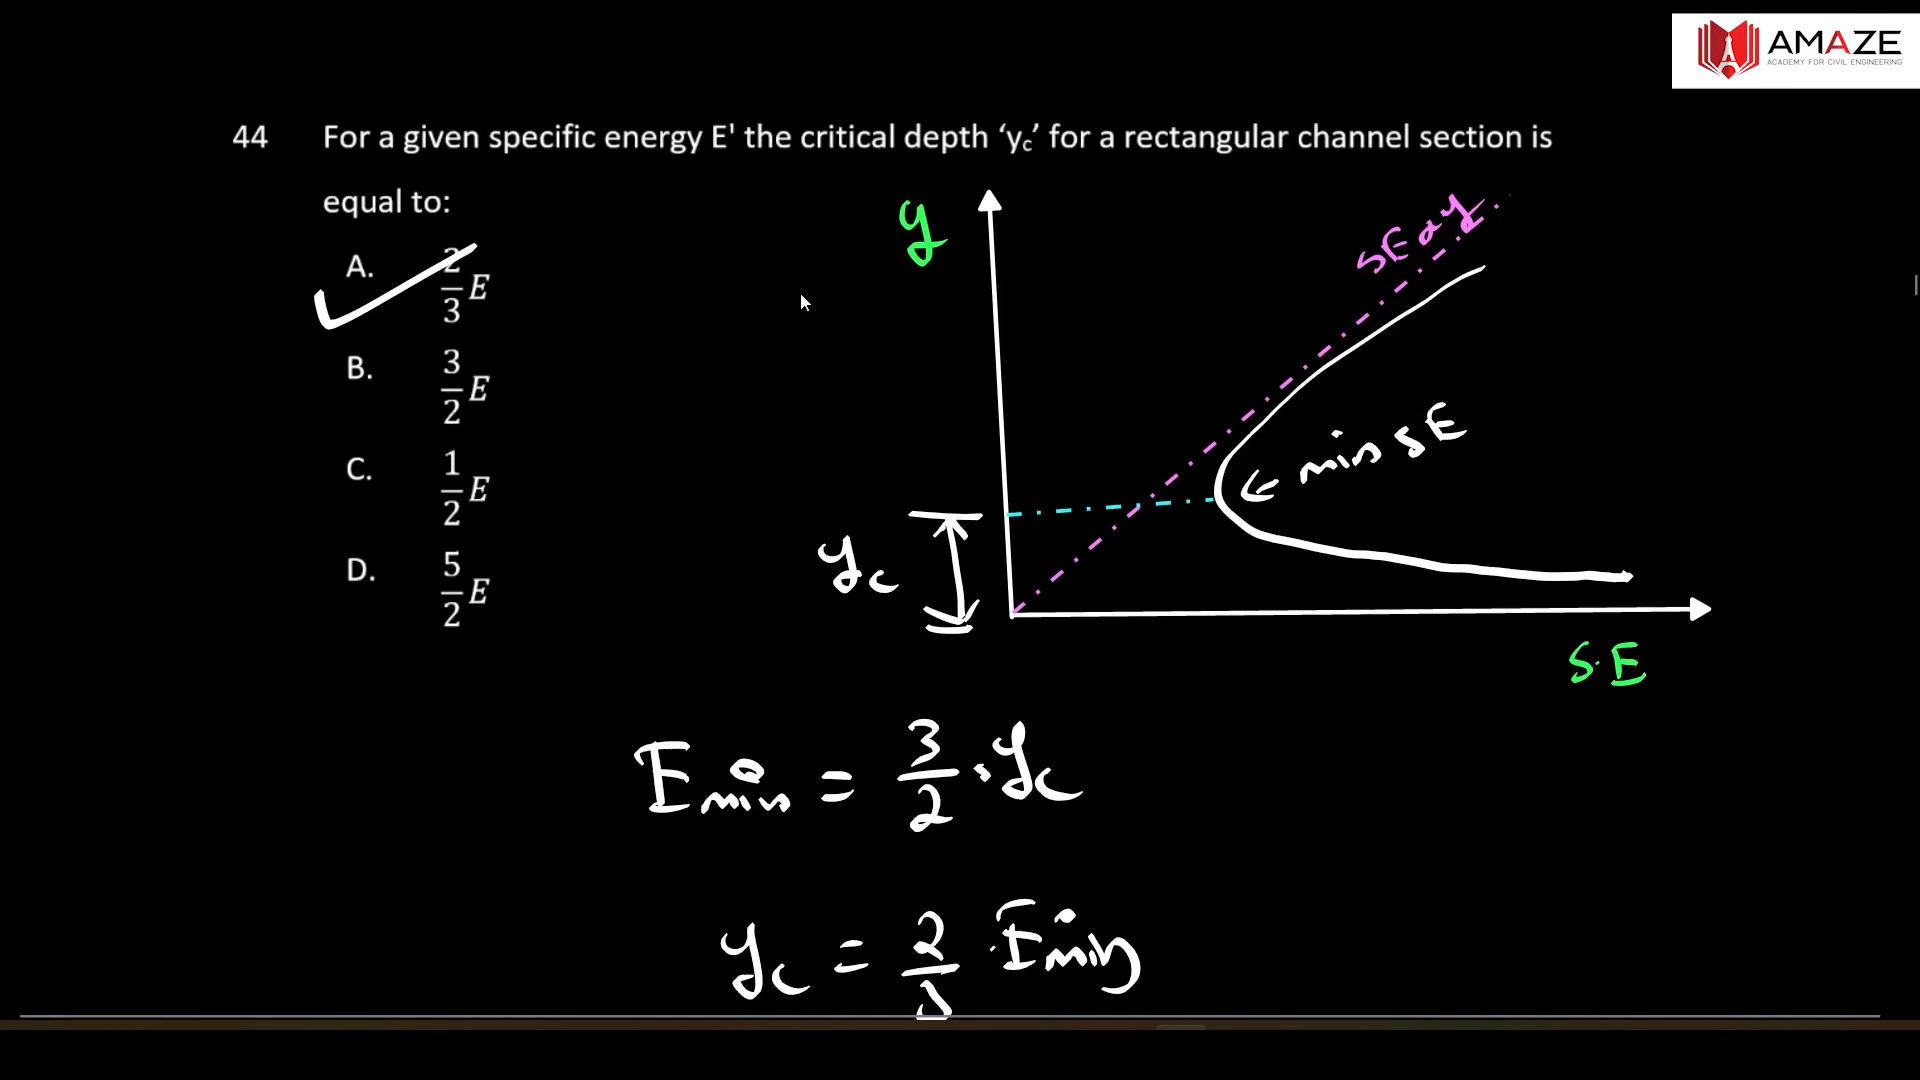 AMAZE
ACADEMY FOR CIVIL ENGINEERING
44 For a given specific energy E' the critical depth ‘yc’ for a rectangular channel section is
equal to:
A. 2/3 E
B. 3/2 E
C. 1/2 E
D. 5/2 E
y
SE α y
min SE
yc
S.E
Emin = 3/2 . yc
yc = 2/3 . Emin